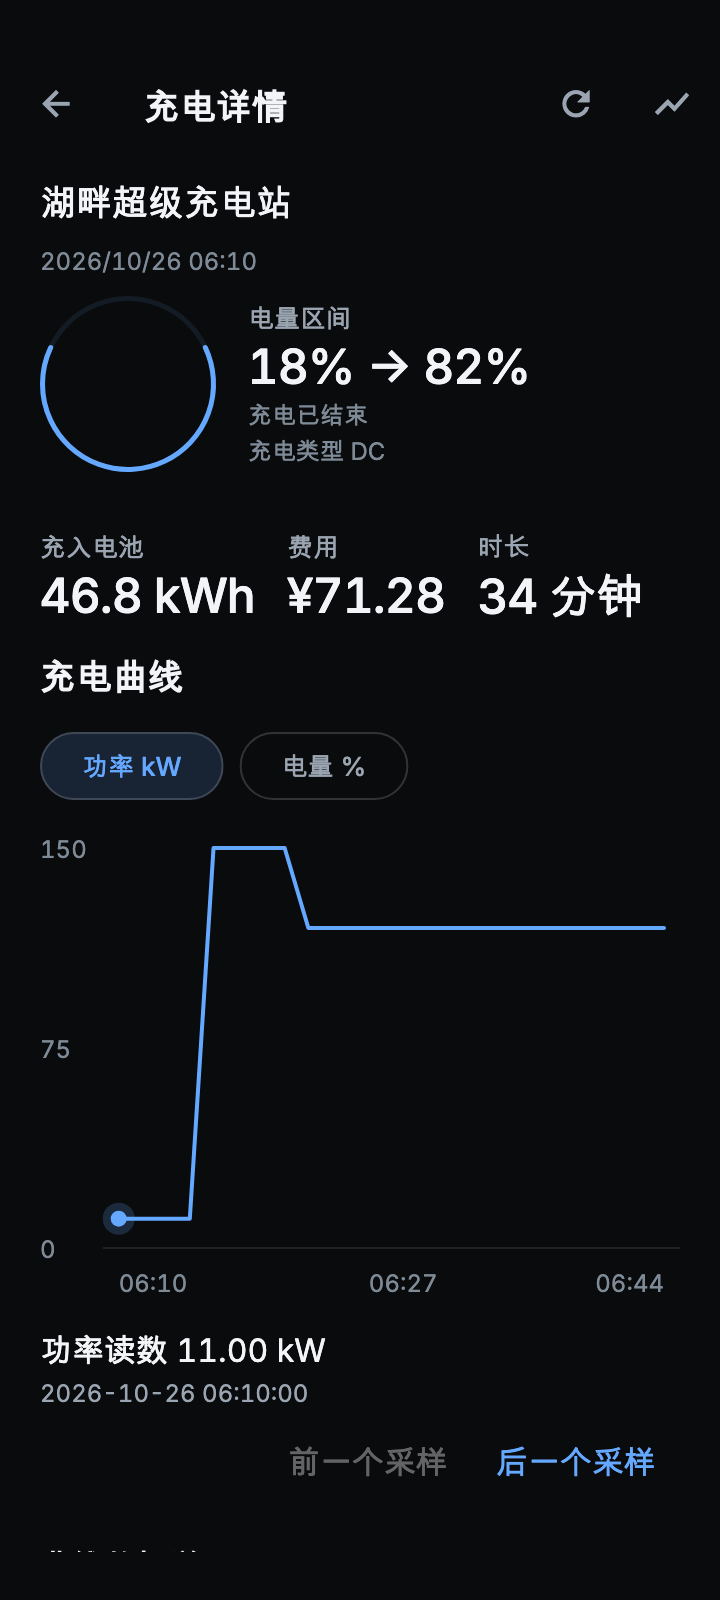 充电详情
湖畔超级充电站
2026/10/26 06:10
电量区间
18% → 82%
充电已结束
充电类型 DC
充入电池 费用 时长
46.8 kWh ¥71.28 34 分钟
充电曲线
功率 kW 电量 %
150
75
0
06:10 06:27 06:44
功率读数 11.00 kW
2026-10-26 06:10:00
前一个采样 后一个采样